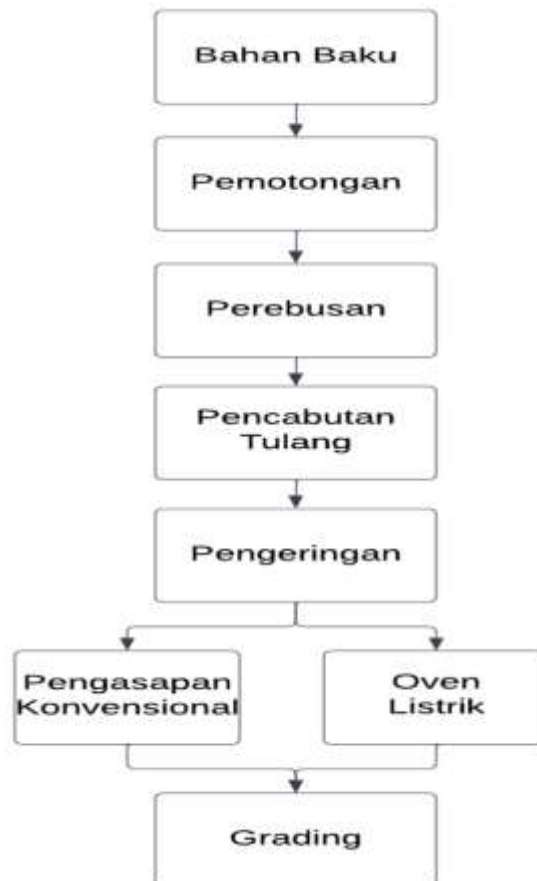 Bahan Baku
Pemotongan
Perebusan
Pencabutan
Tulang
Pengeringan
Pengasapan
Konvensional
Oven
Listrik
Grading